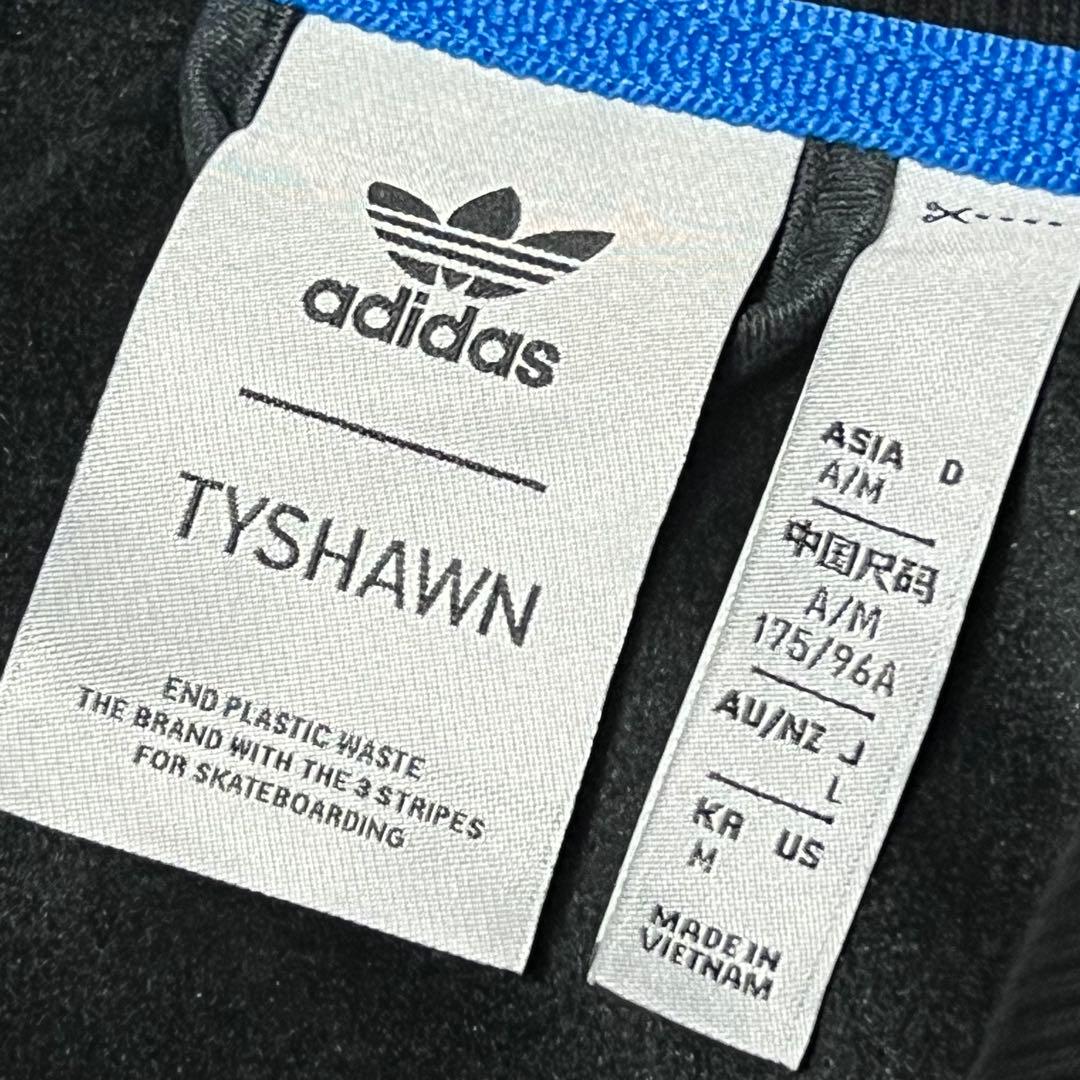 adidas
TYSHAWN
END PLASTIC WASTE
THE BRAND WITH THE 3 STRIPES
FOR SKATEBOARDING
ASIA D
A/M
中国尺码
A/M
175/96A
AU/NZ J
L
KR US
M
MADE IN
VIETNAM